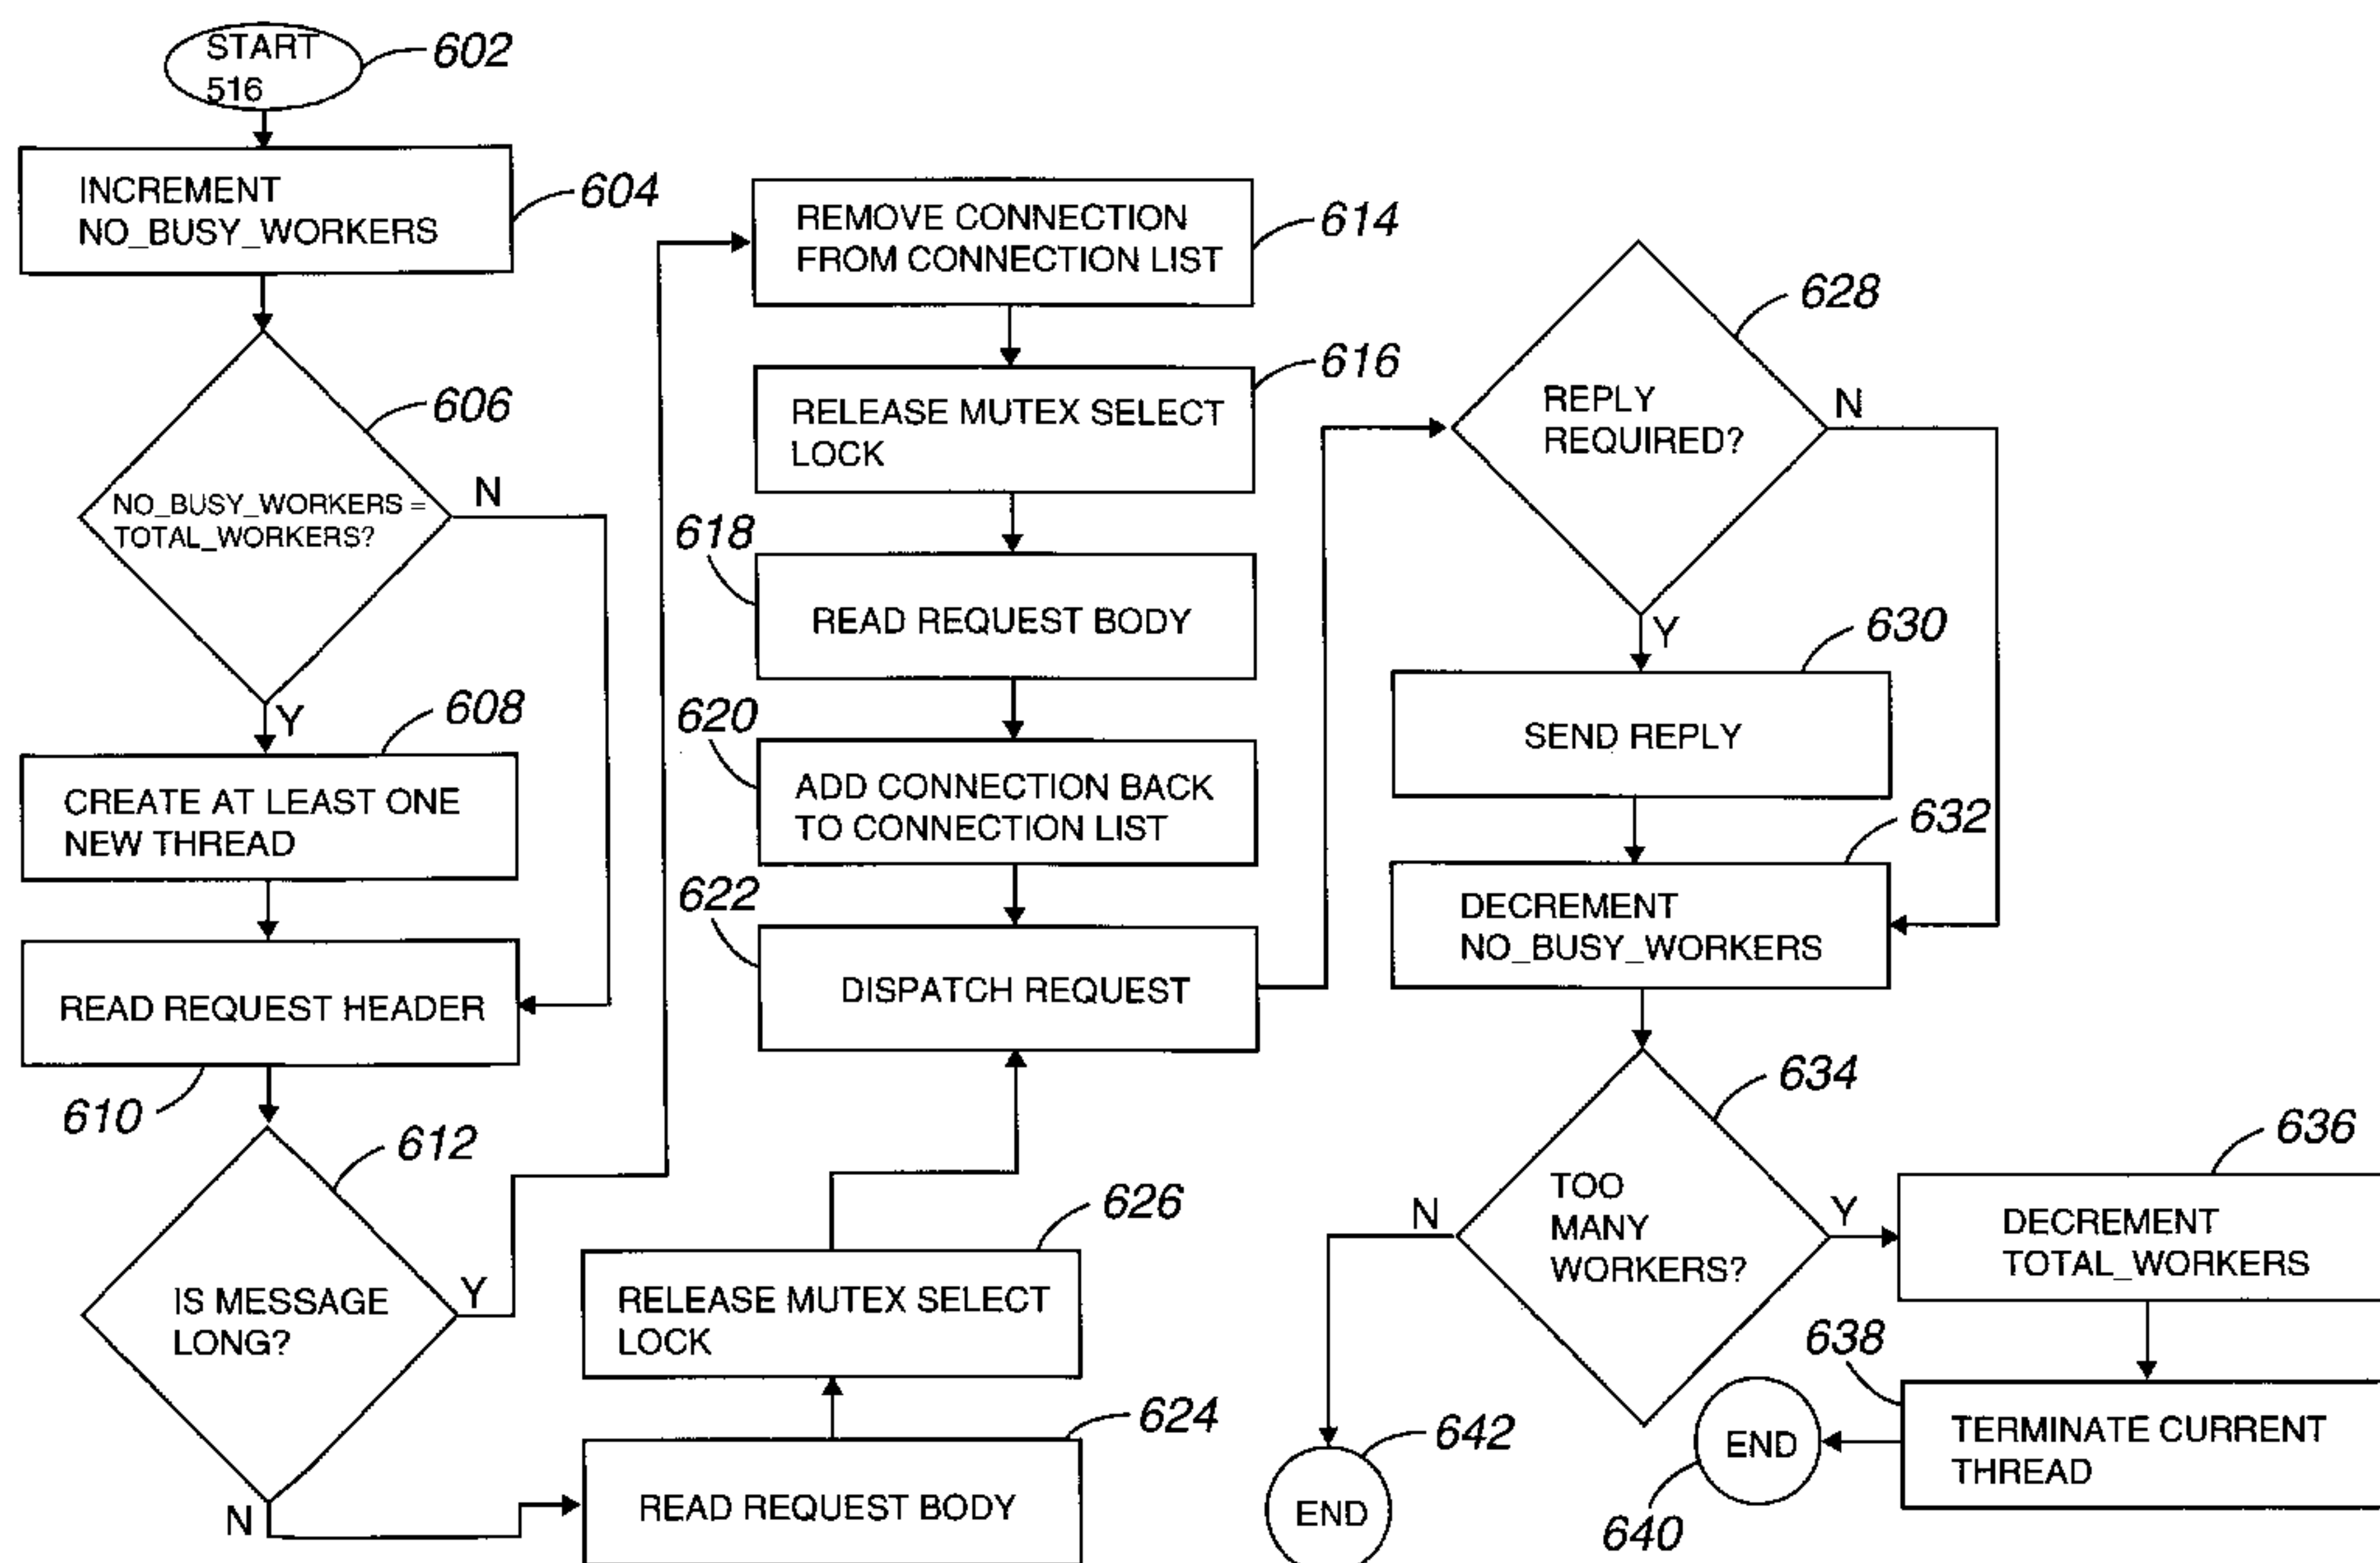 START
516
602
INCREMENT
NO_BUSY_WORKERS
604
NO_BUSY_WORKERS =
TOTAL_WORKERS?
606
N
Y
608
CREATE AT LEAST ONE
NEW THREAD
READ REQUEST HEADER
610
612
IS MESSAGE
LONG?
Y
N
REMOVE CONNECTION
FROM CONNECTION LIST
614
616
RELEASE MUTEX SELECT
LOCK
618
READ REQUEST BODY
620
ADD CONNECTION BACK
TO CONNECTION LIST
622
DISPATCH REQUEST
626
RELEASE MUTEX SELECT
LOCK
624
READ REQUEST BODY
628
REPLY
REQUIRED?
N
Y
630
SEND REPLY
632
DECREMENT
NO_BUSY_WORKERS
634
TOO
MANY
WORKERS?
N
Y
636
DECREMENT
TOTAL_WORKERS
638
TERMINATE CURRENT
THREAD
END
640
642
END